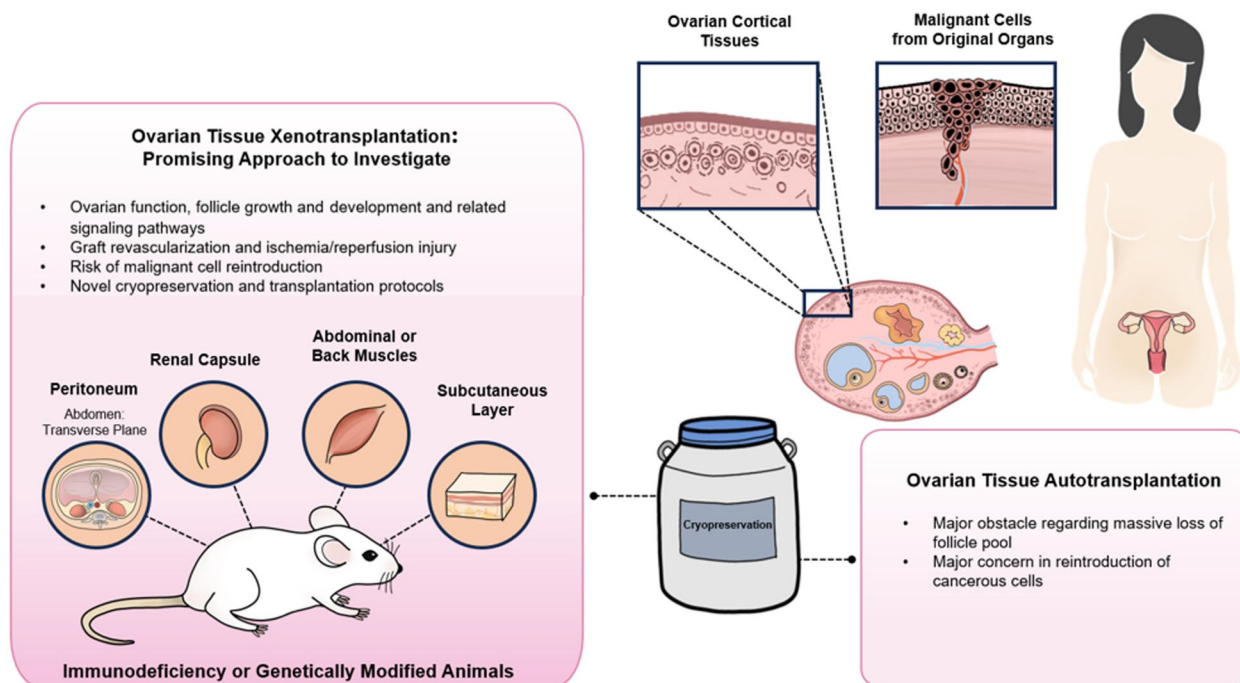 Ovarian Tissue Xenotransplantation:
Promising Approach to Investigate
• Ovarian function, follicle growth and development and related
signaling pathways
• Graft revascularization and ischemia/reperfusion injury
• Risk of malignant cell reintroduction
• Novel cryopreservation and transplantation protocols
Peritoneum
Abdomen:
Transverse Plane
Renal Capsule
Abdominal or
Back Muscles
Subcutaneous
Layer
Immunodeficiency or Genetically Modified Animals
Ovarian Cortical
Tissues
Malignant Cells
from Original Organs
Cryopreservation
Ovarian Tissue Autotransplantation
• Major obstacle regarding massive loss of
follicle pool
• Major concern in reintroduction of
cancerous cells